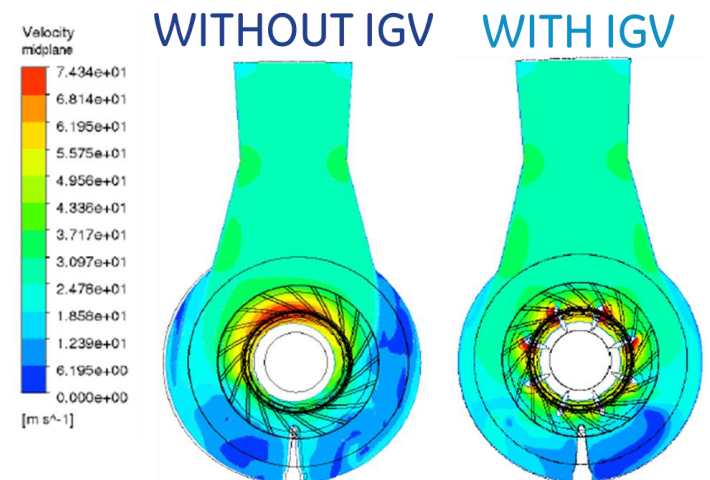 WITHOUT IGV
WITH IGV
Velocity
midplane
7.434e+01
6.814e+01
6.195e+01
5.575e+01
4.956e+01
4.336e+01
3.717e+01
3.097e+01
2.478e+01
1.858e+01
1.239e+01
6.195e+00
0.000e+00
[m s^-1]